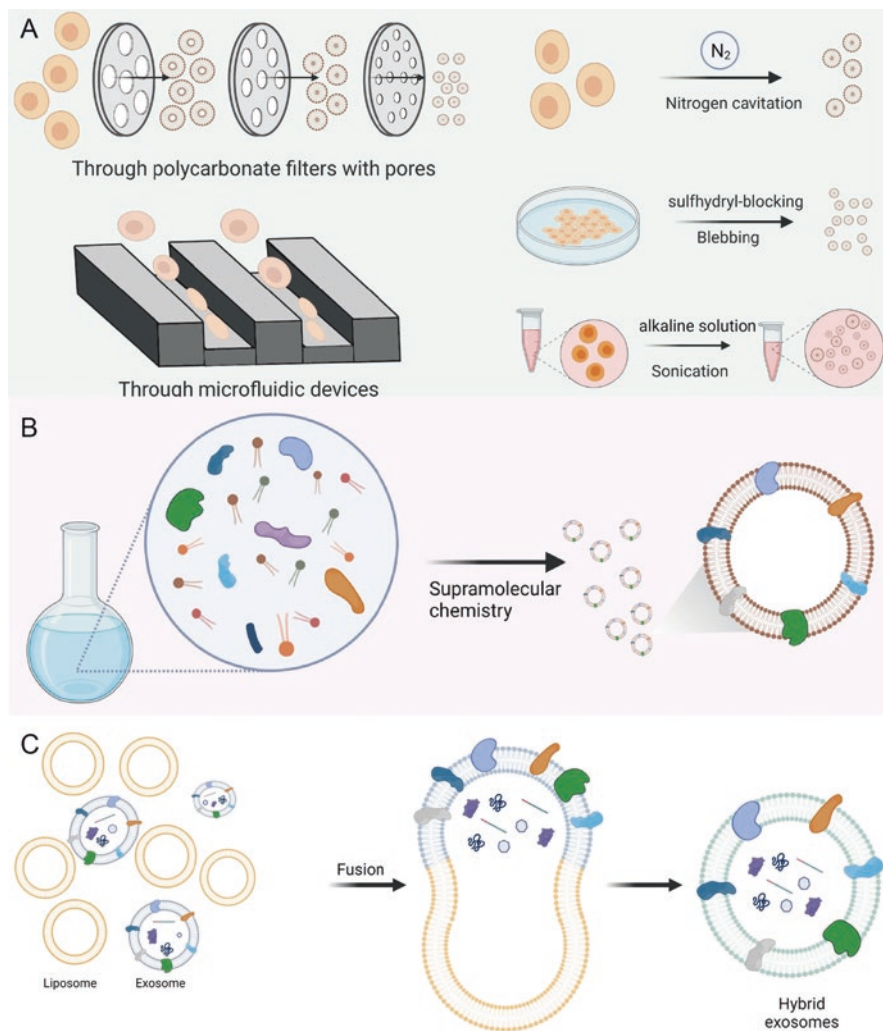 A
N₂
Nitrogen cavitation
Through polycarbonate filters with pores
sulfhydryl-blocking
Blebbing
alkaline solution
Sonication
Through microfluidic devices
B
Supramolecular
chemistry
C
Fusion
Liposome
Exosome
Hybrid
exosomes